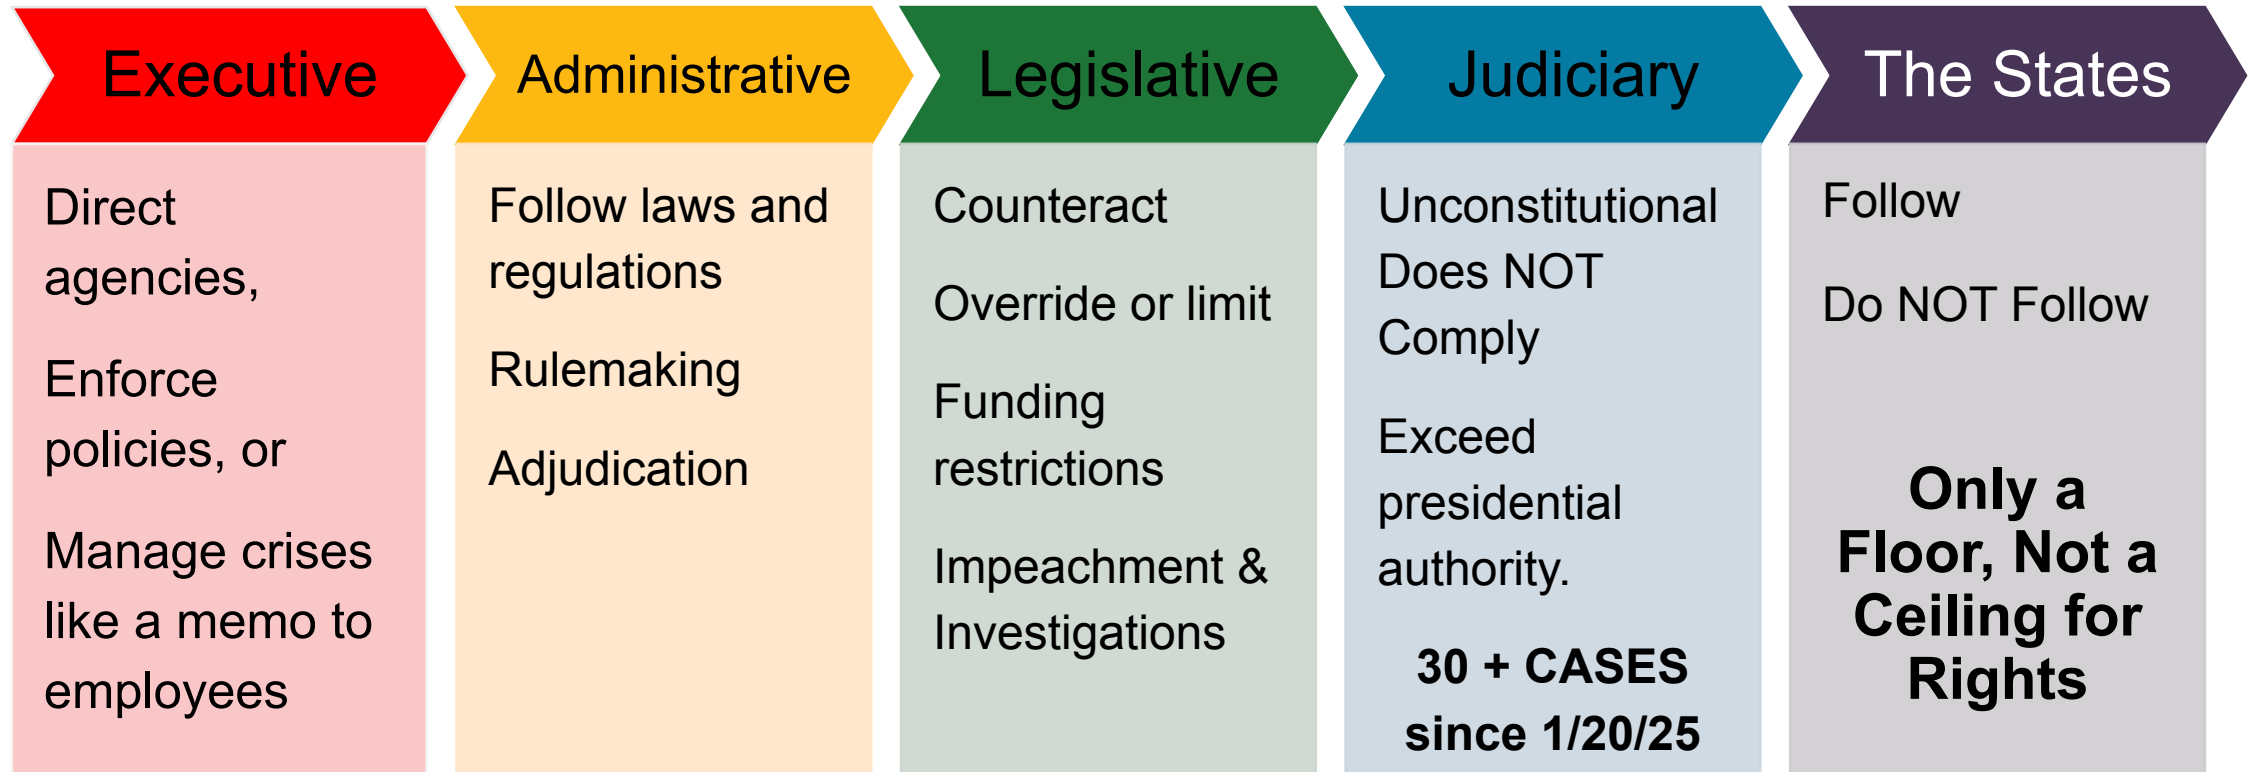 Executive
Direct
agencies,
Enforce
policies, or
Manage crises
like a memo to
employees
Administrative
Follow laws and
regulations
Rulemaking
Adjudication
Legislative
Counteract
Override or limit
Funding
restrictions
Impeachment &
Investigations
Judiciary
Unconstitutional
Does NOT
Comply
Exceed
presidential
authority.
30 + CASES
since 1/20/25
The States
Follow
Do NOT Follow
Only a
Floor, Not a
Ceiling for
Rights